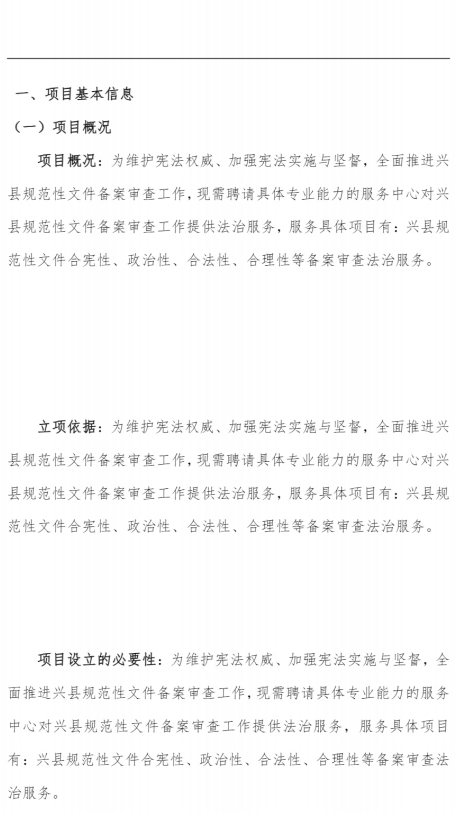 一、项目基本信息
（一）项目概况
项目概况：为维护宪法权威、加强宪法实施与坚督，全面推进兴
县规范性文件备案审查工作，现需聘请具体专业能力的服务中心对兴
县规范性文件备案审查工作提供法治服务，服务具体项目有：兴县规
范性文件合宪性、政治性、合法性、合理性等备案审查法治服务。
立项依据：为维护宪法权威、加强宪法实施与坚督，全面推进兴
县规范性文件备案审查工作，现需聘请具体专业能力的服务中心对兴
县规范性文件备案审查工作提供法治服务，服务具体项目有：兴县规
范性文件合宪性、政治性、合法性、合理性等备案审查法治服务。
项目设立的必要性：为维护宪法权威、加强宪法实施与坚督，全
面推进兴县规范性文件备案审查工作，现需聘请具体专业能力的服务
中心对兴县规范性文件备案审查工作提供法治服务，服务具体项目
有：兴县规范性文件合宪性、政治性、合法性、合理性等备案审查法
治服务。